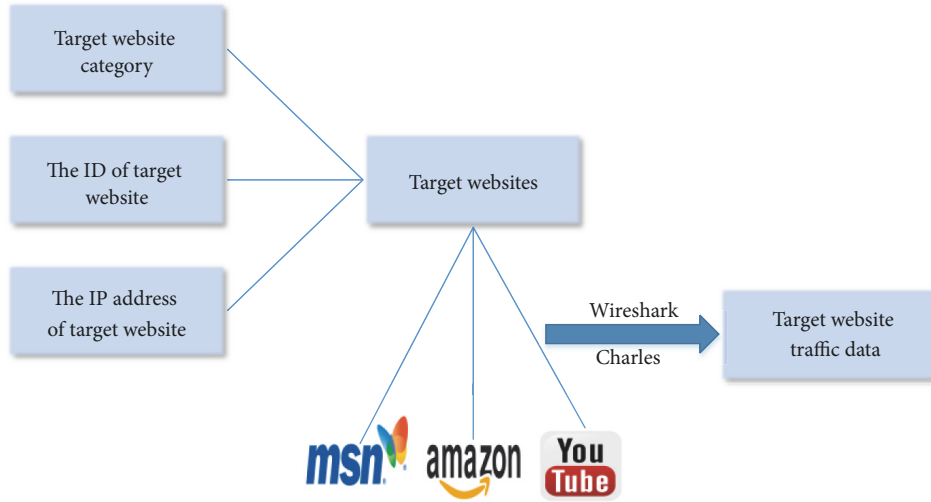 Target website
category
The ID of target
website
The IP address
of target website
Target websites
Wireshark
Charles
Target website
traffic data
msn
amazon
You
Tube